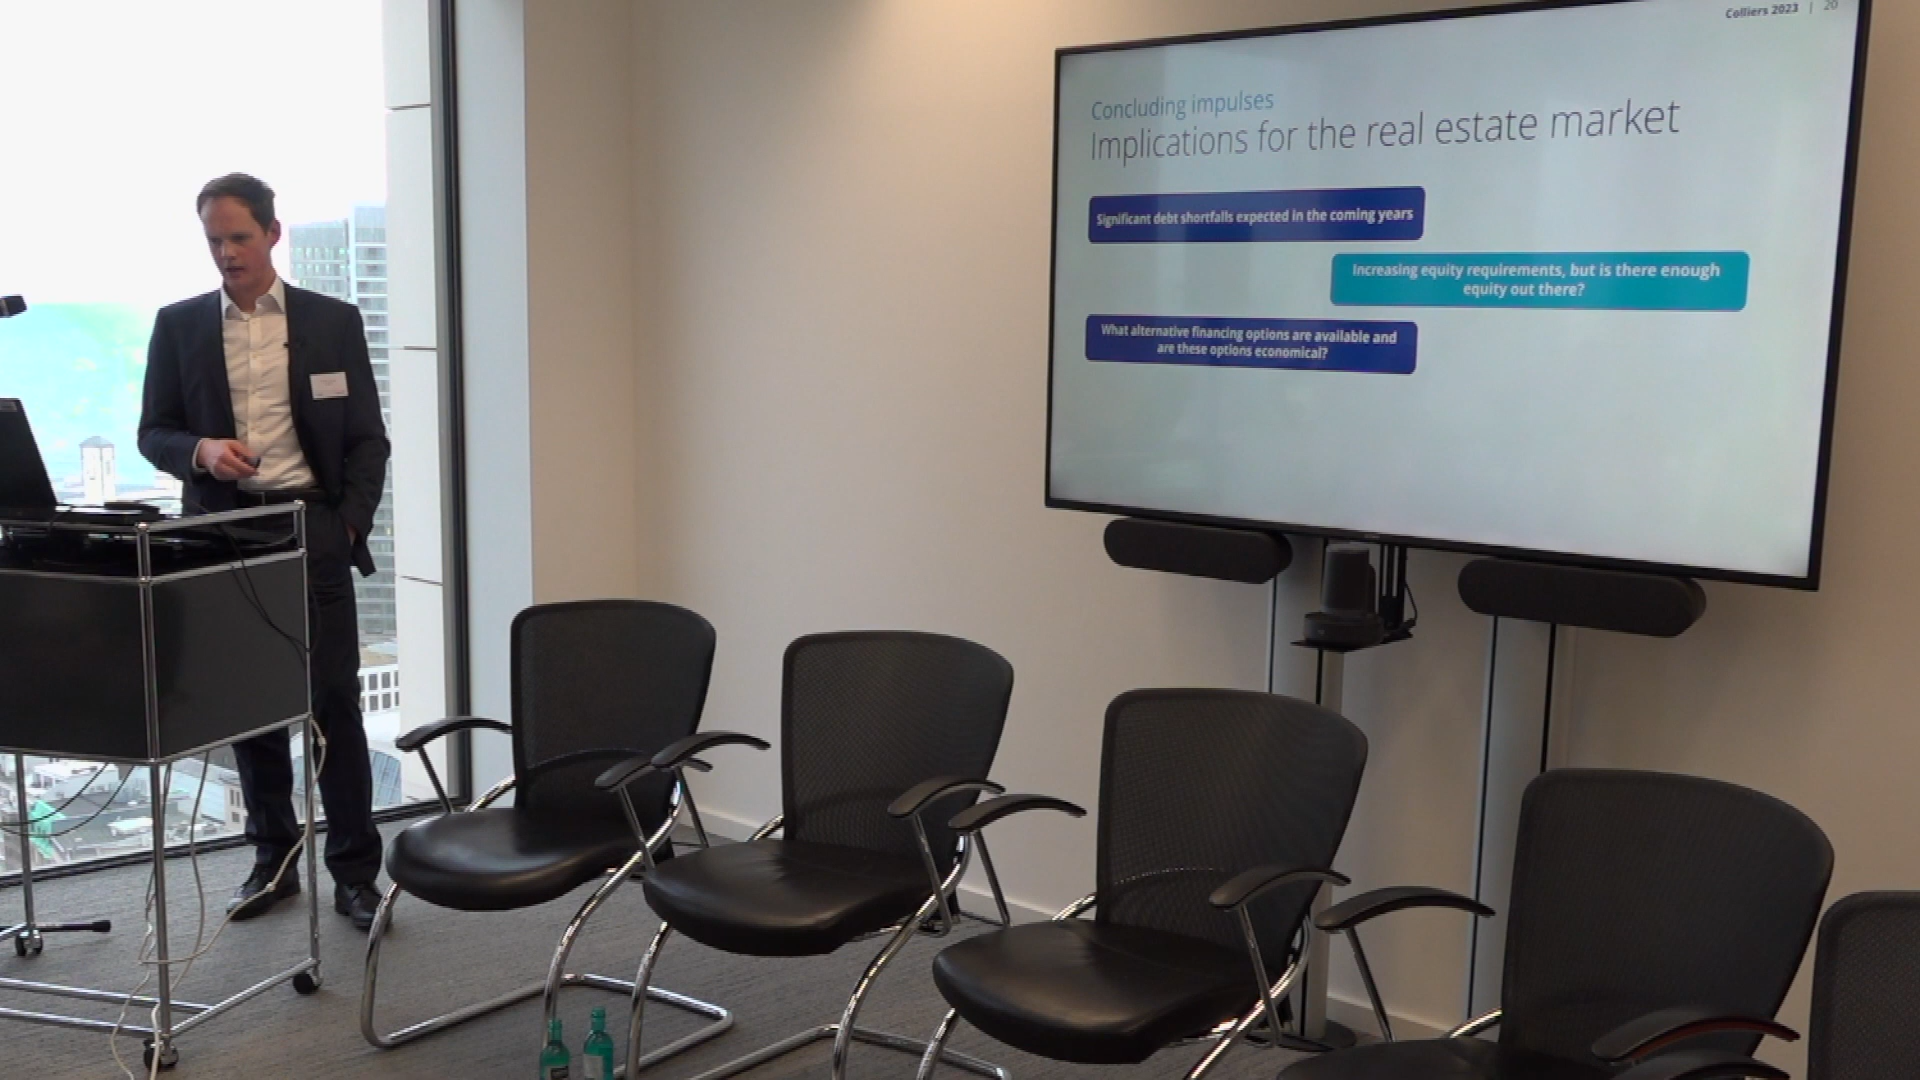 Colliers 2023 | 20
Concluding impulses
Implications for the real estate market
Significant debt shortfalls expected in the coming years
Increasing equity requirements, but is there enough
equity out there?
What alternative financing options are available and
are these options economical?